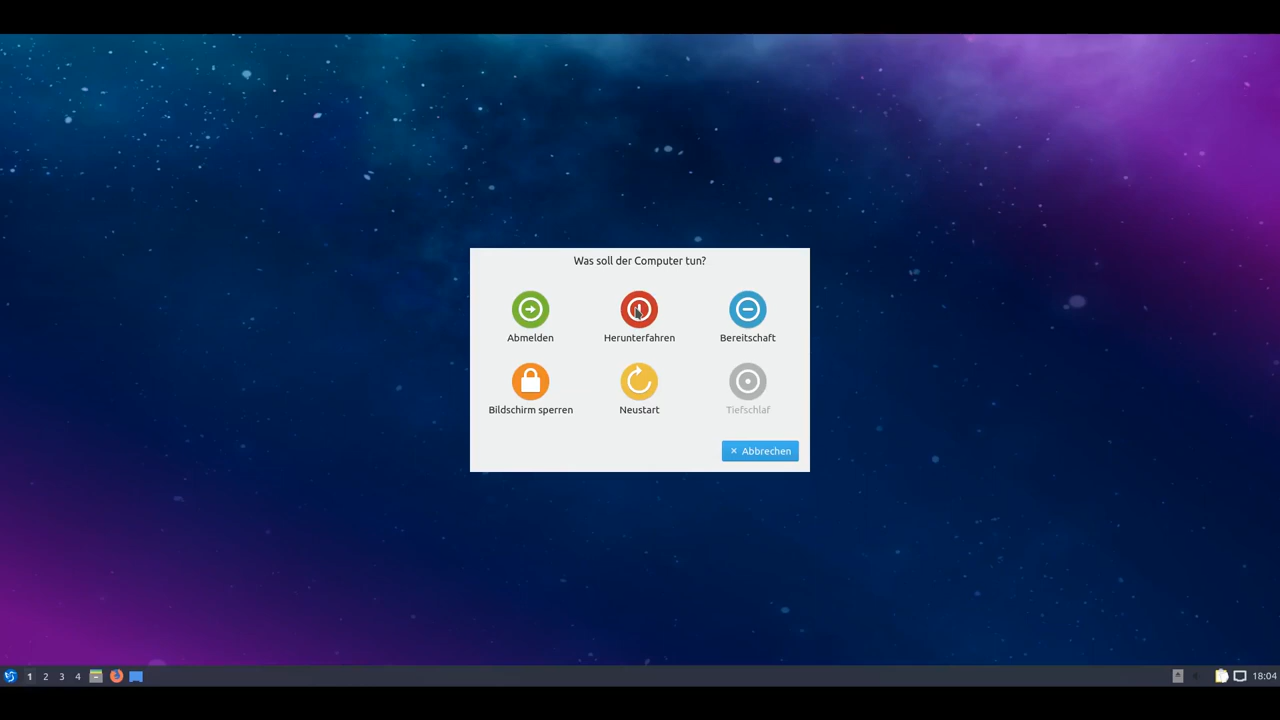 Was soll der Computer tun?
Abmelden
Herunterfahren
Bereitschaft
Bildschirm sperren
Neustart
Tiefschlaf
× Abbrechen
1 2 3 4
18:04